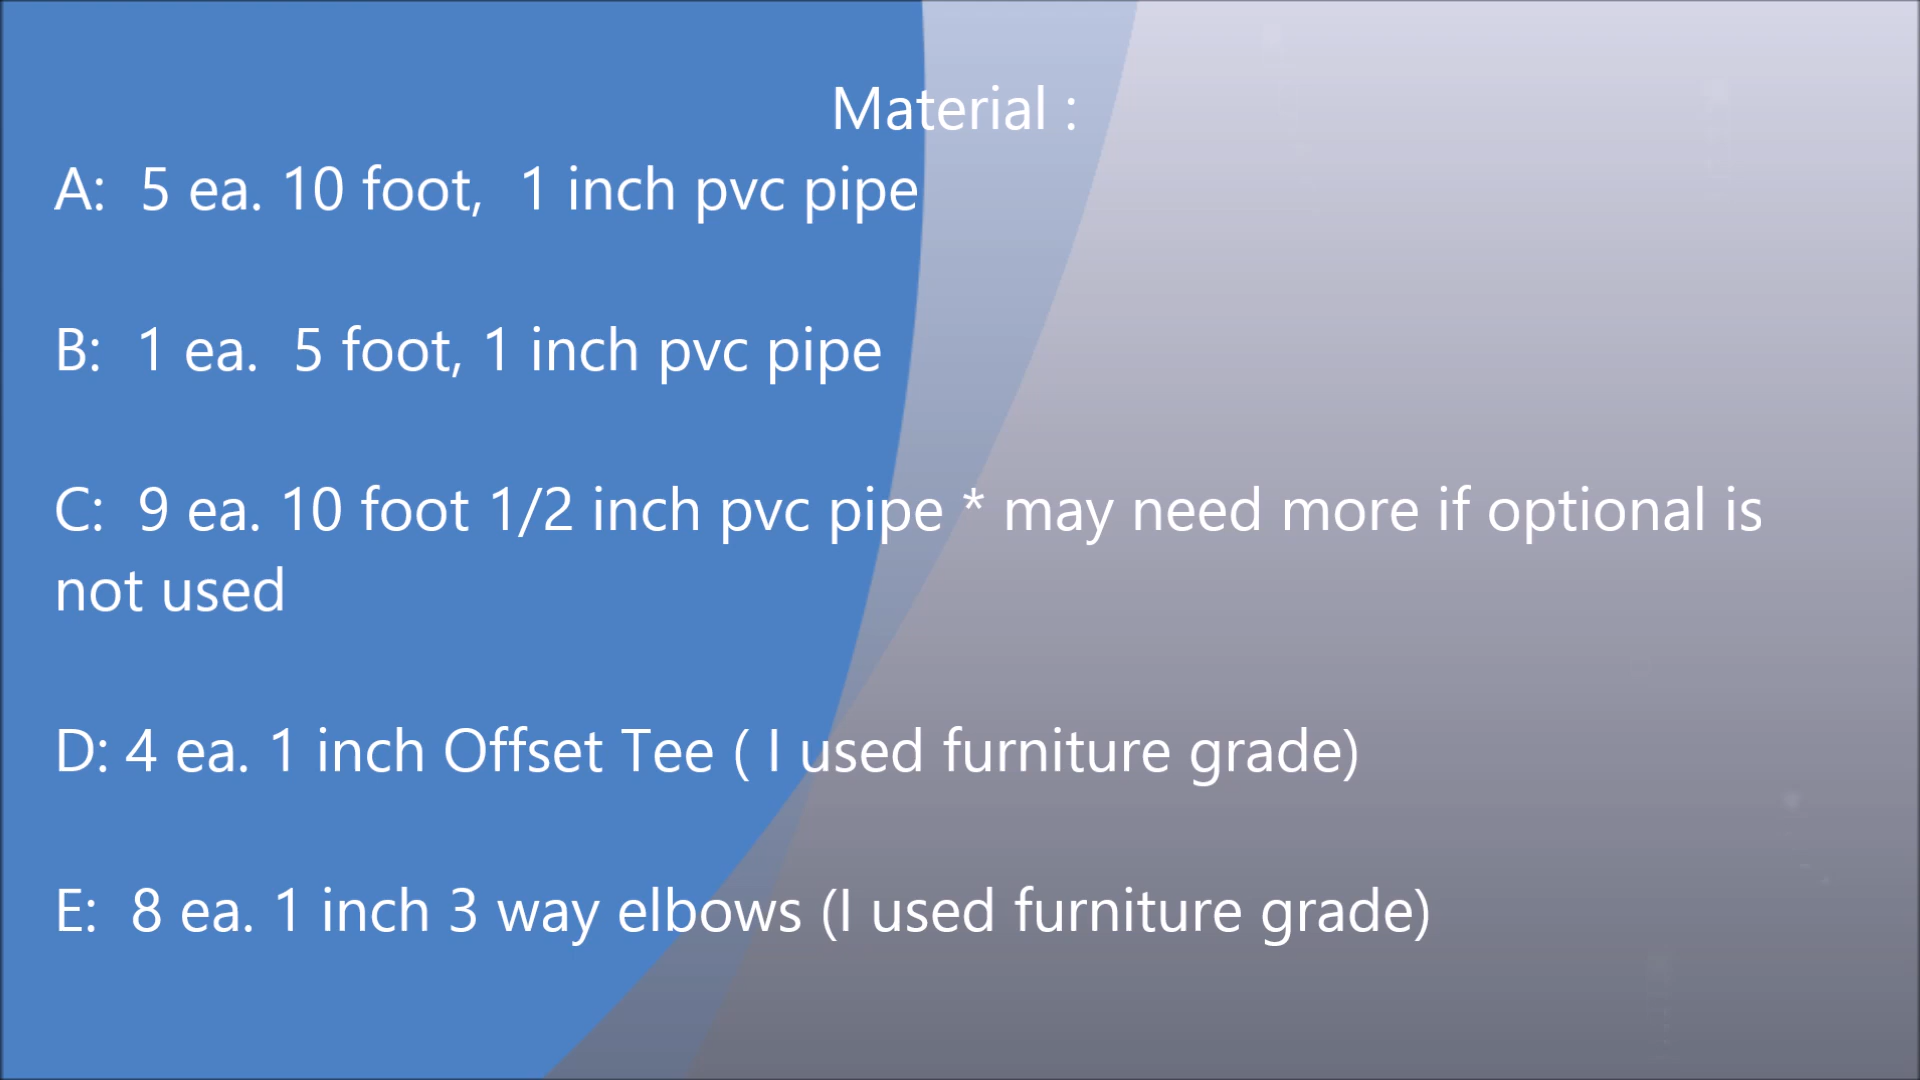 Material :
A:  5 ea. 10 foot,  1 inch pvc pipe
B:  1 ea.  5 foot, 1 inch pvc pipe
C:  9 ea. 10 foot 1/2 inch pvc pipe * may need more if optional is
not used
D: 4 ea. 1 inch Offset Tee ( I used furniture grade)
E:  8 ea. 1 inch 3 way elbows (I used furniture grade)